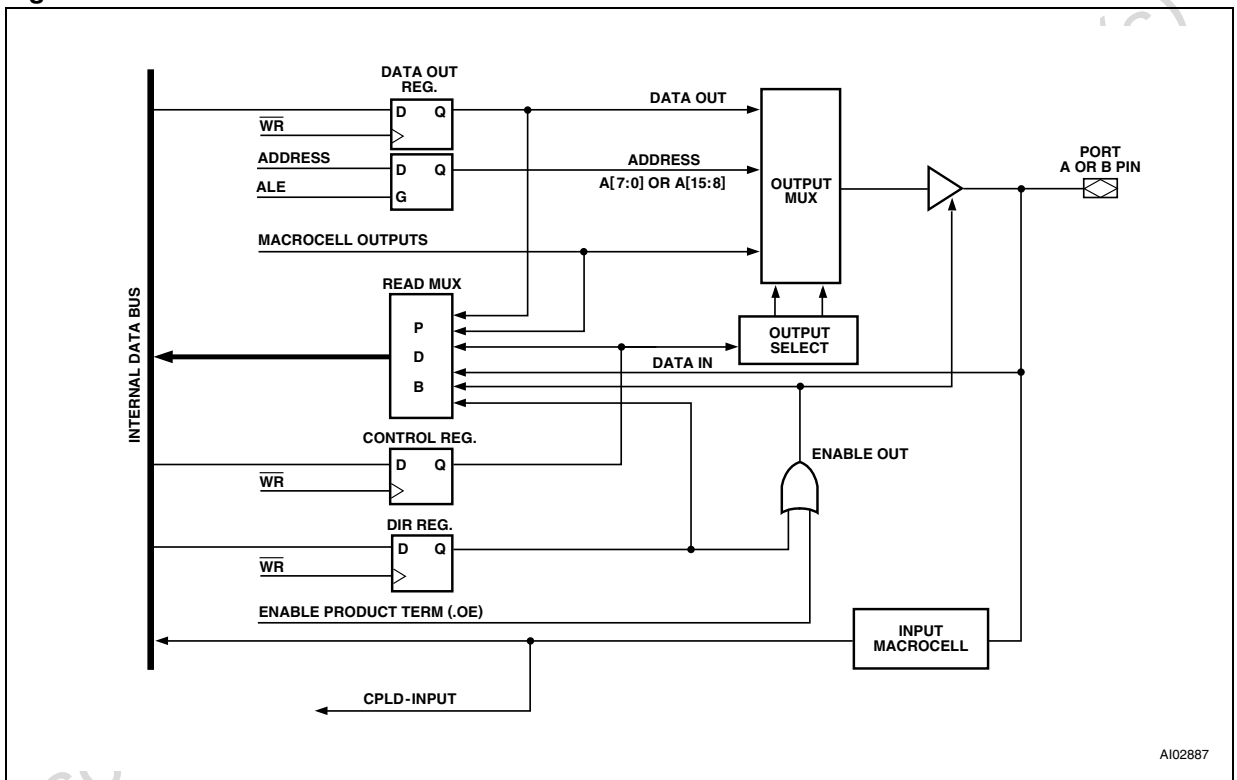 DATA OUT
REG.
D Q
WR
DATA OUT
ADDRESS
D Q
ALE
G
ADDRESS
A[7:0] OR A[15:8]
OUTPUT
MUX
PORT
A OR B PIN
MACROCELL OUTPUTS
READ MUX
P
D
B
OUTPUT
SELECT
DATA IN
INTERNAL DATA BUS
CONTROL REG.
D Q
WR
ENABLE OUT
DIR REG.
D Q
WR
ENABLE PRODUCT TERM (.OE)
INPUT
MACROCELL
CPLD-INPUT
AI02887